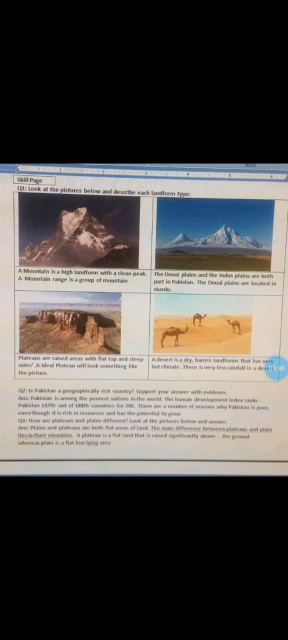 Skill Page
Q1: Look at the pictures below and describe each landform type:
A Mountain is a high landform with a clean peak.
A Mountain range is a group of mountain
The Dosai plains and the Indus plains are both
part in Pakistan. The Dosai plains are located in
skardu.
Plateaus are raised areas with flat top and steep
sides'. A ideal Plateau will look something like
the picture.
A desert is a dry, barren landforms that has very
hot climate .There is very less rainfall in a desert
Q2: Is Pakistan a geographically rich country? Support your answer with evidence.
Ans: Pakistan is among the poorest nations in the world. The human development index ranks
Pakistan 147th out of 188th countries for 296. There are a number of reasons why Pakistan is poor,
eventhough it is rich in resources and has the potential to grow
Q3: How are plateaus and plains different? Look at the pictures below and answer.
Ans: Plains and plateaus are both flat areas of land. The main difference between plateaus and plain
lies in their elevation. A plateau is a flat land that is raised significantly above the ground
whereas plain is a flat low lying area